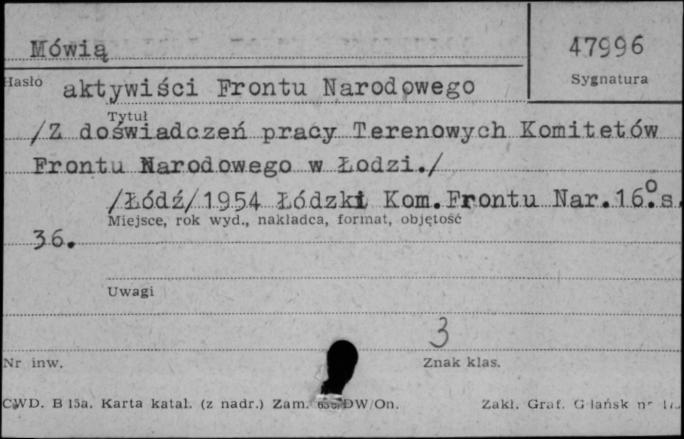 Mówią
47996
Hasło
Sygnatura
aktywiści Frontu Narodowego
Tytuł
/Z doświadczeń pracy Terenowych Komitetów
Frontu Narodowego w Łodzi./
/Łódź/1954 Łódzki Kom.Frontu Nar.16°.s.
Miejsce, rok wyd., nakładca, format, objętość
36.
Uwagi
3
Nr inw.
Znak klas.
CWD. B 15a. Karta katal. (z nadr.) Zam. DW/On.
Zakł. Graf. Gdańsk nr